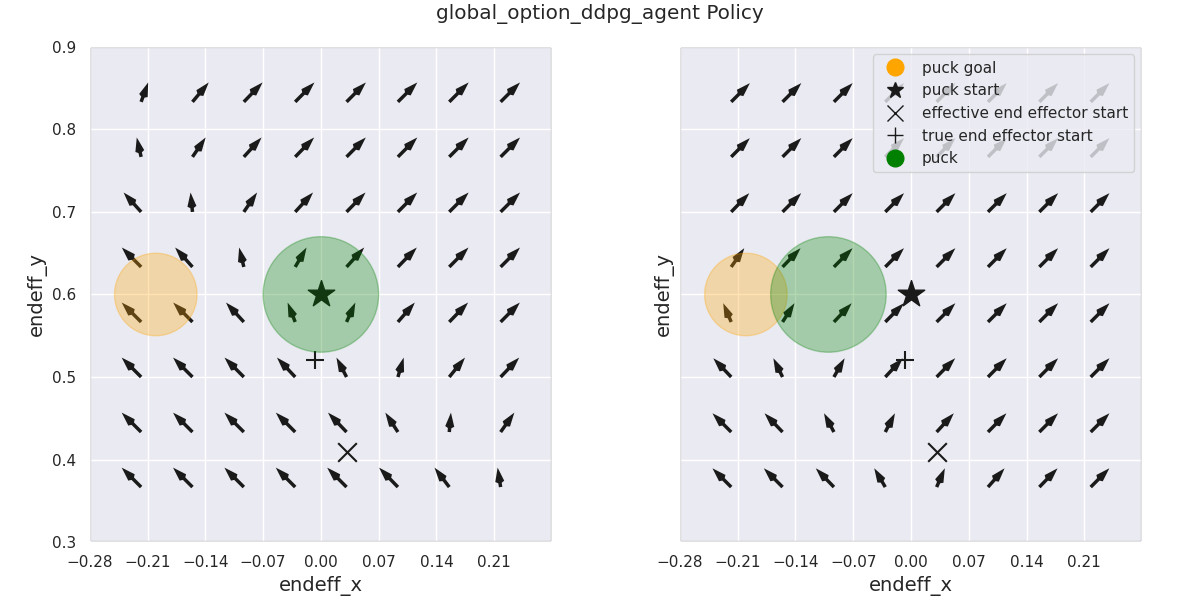 global_option_ddpg_agent Policy
0.9
0.8
0.7
0.6
0.5
0.4
0.3
endeff_y
−0.28 −0.21 −0.14 −0.07 0.00 0.07 0.14 0.21
endeff_x
puck goal
puck start
effective end effector start
true end effector start
puck
endeff_y
−0.28 −0.21 −0.14 −0.07 0.00 0.07 0.14 0.21
endeff_x